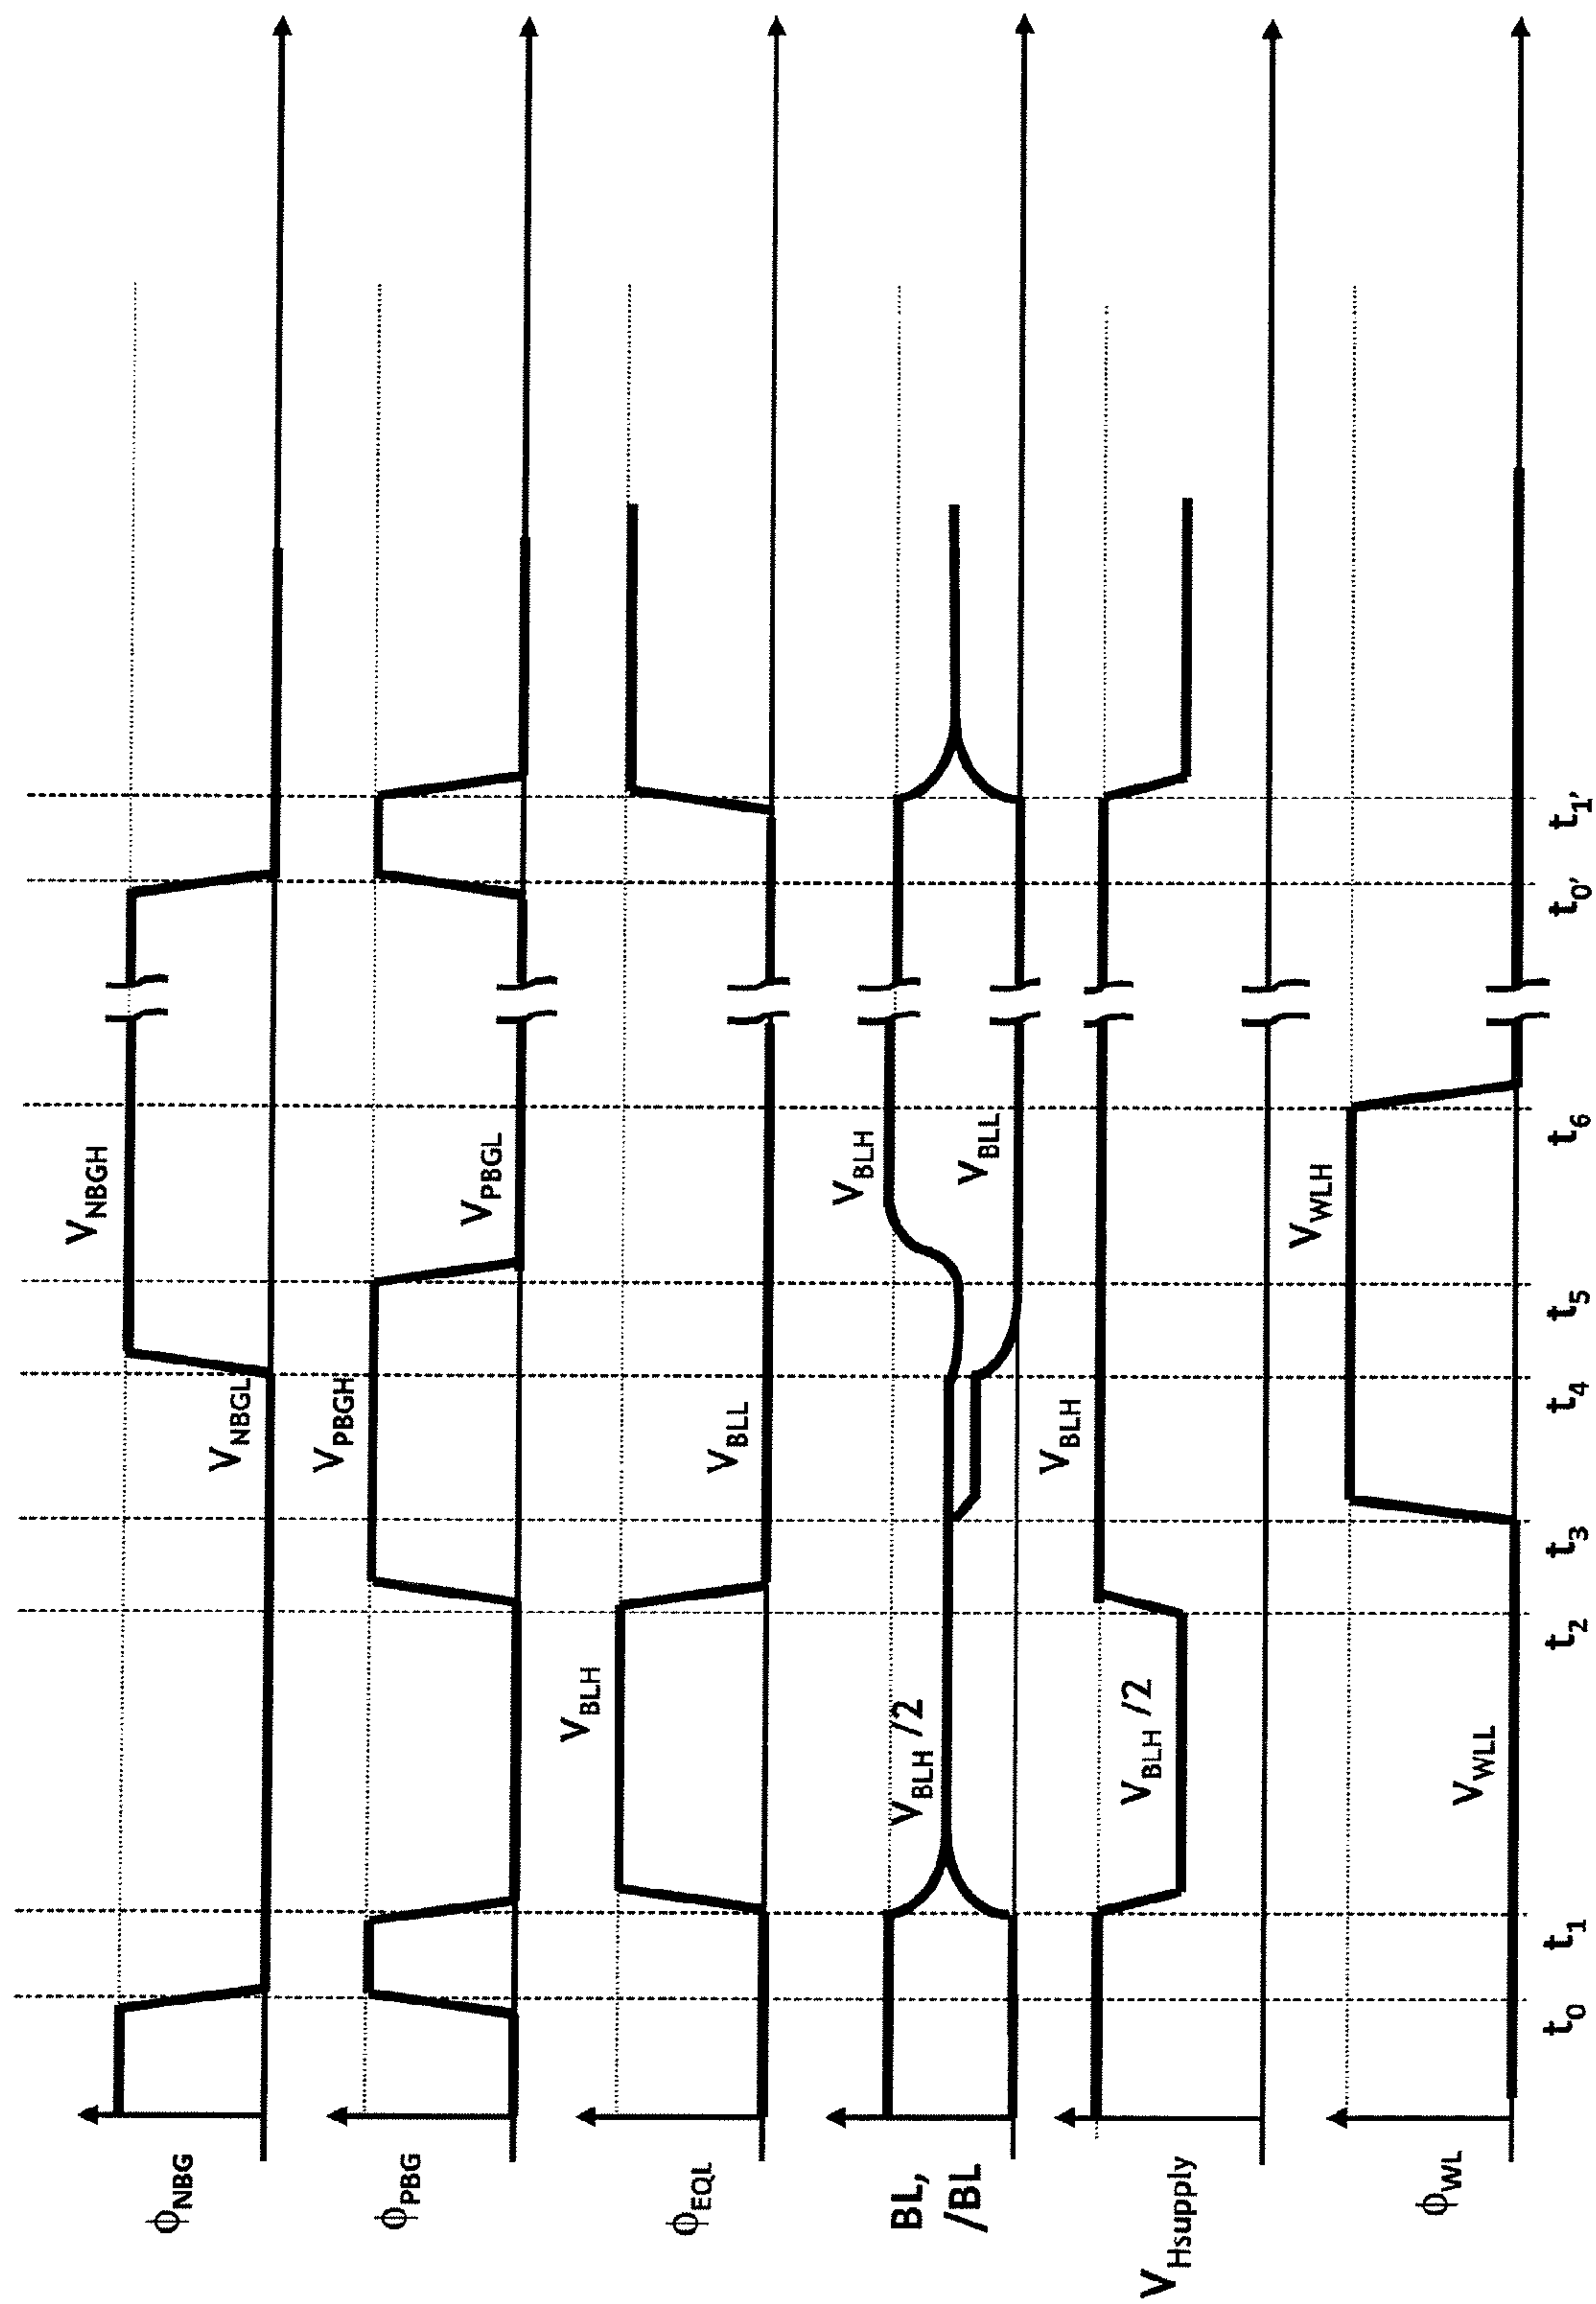 φNBG
VNBGL
VNBGH
φPBG
VPBGH
VPBGL
φEQL
VBLH
VBLL
BL,
/BL
VBLH /2
VBLH
VBLL
VHsupply
VBLH /2
VBLH
φWL
VWLL
VWLH
t0 t1 t2 t3 t4 t5 t6 t0' t1'